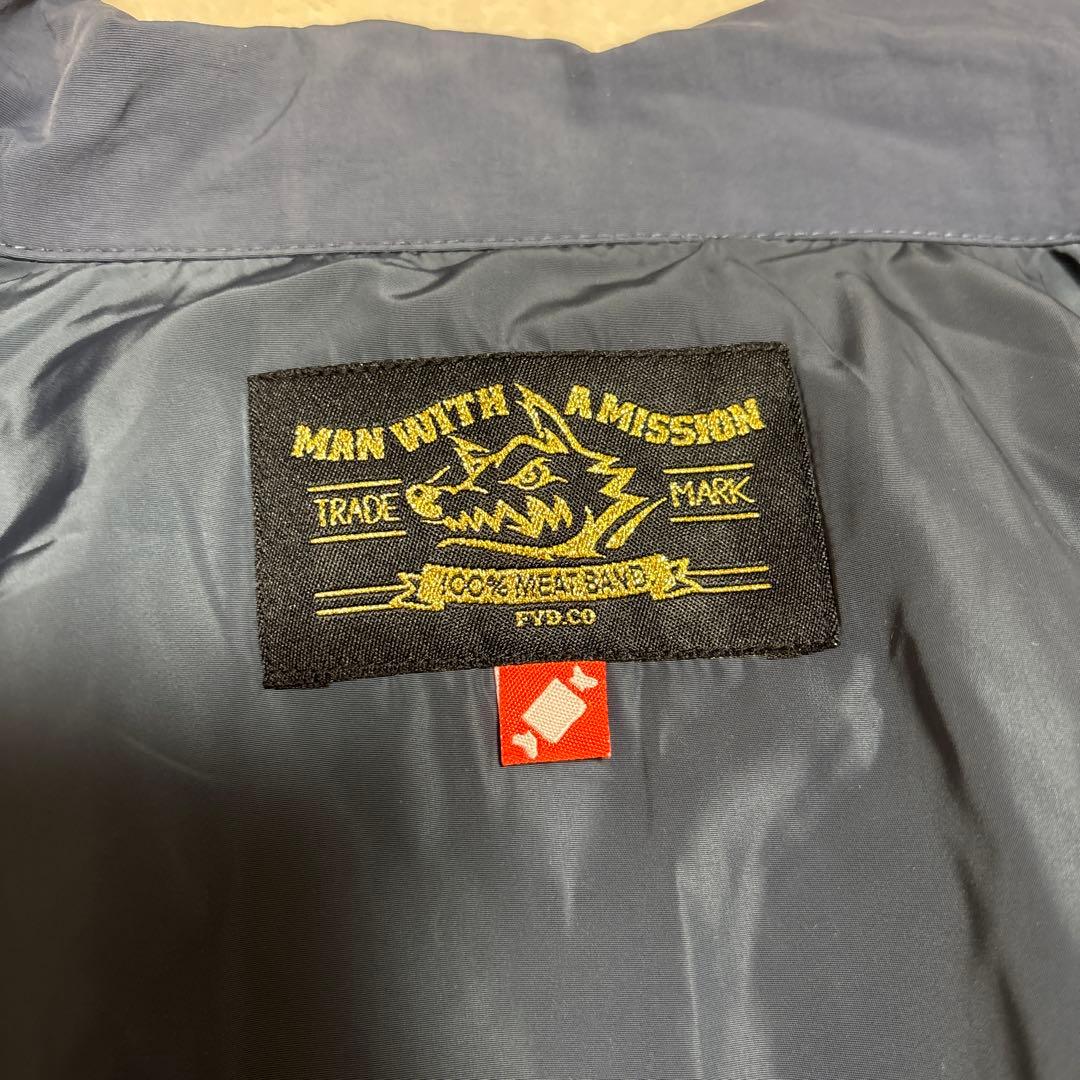 MAN WITH A MISSION
TRADE MARK
100% MEAT BAND
FYD.CO